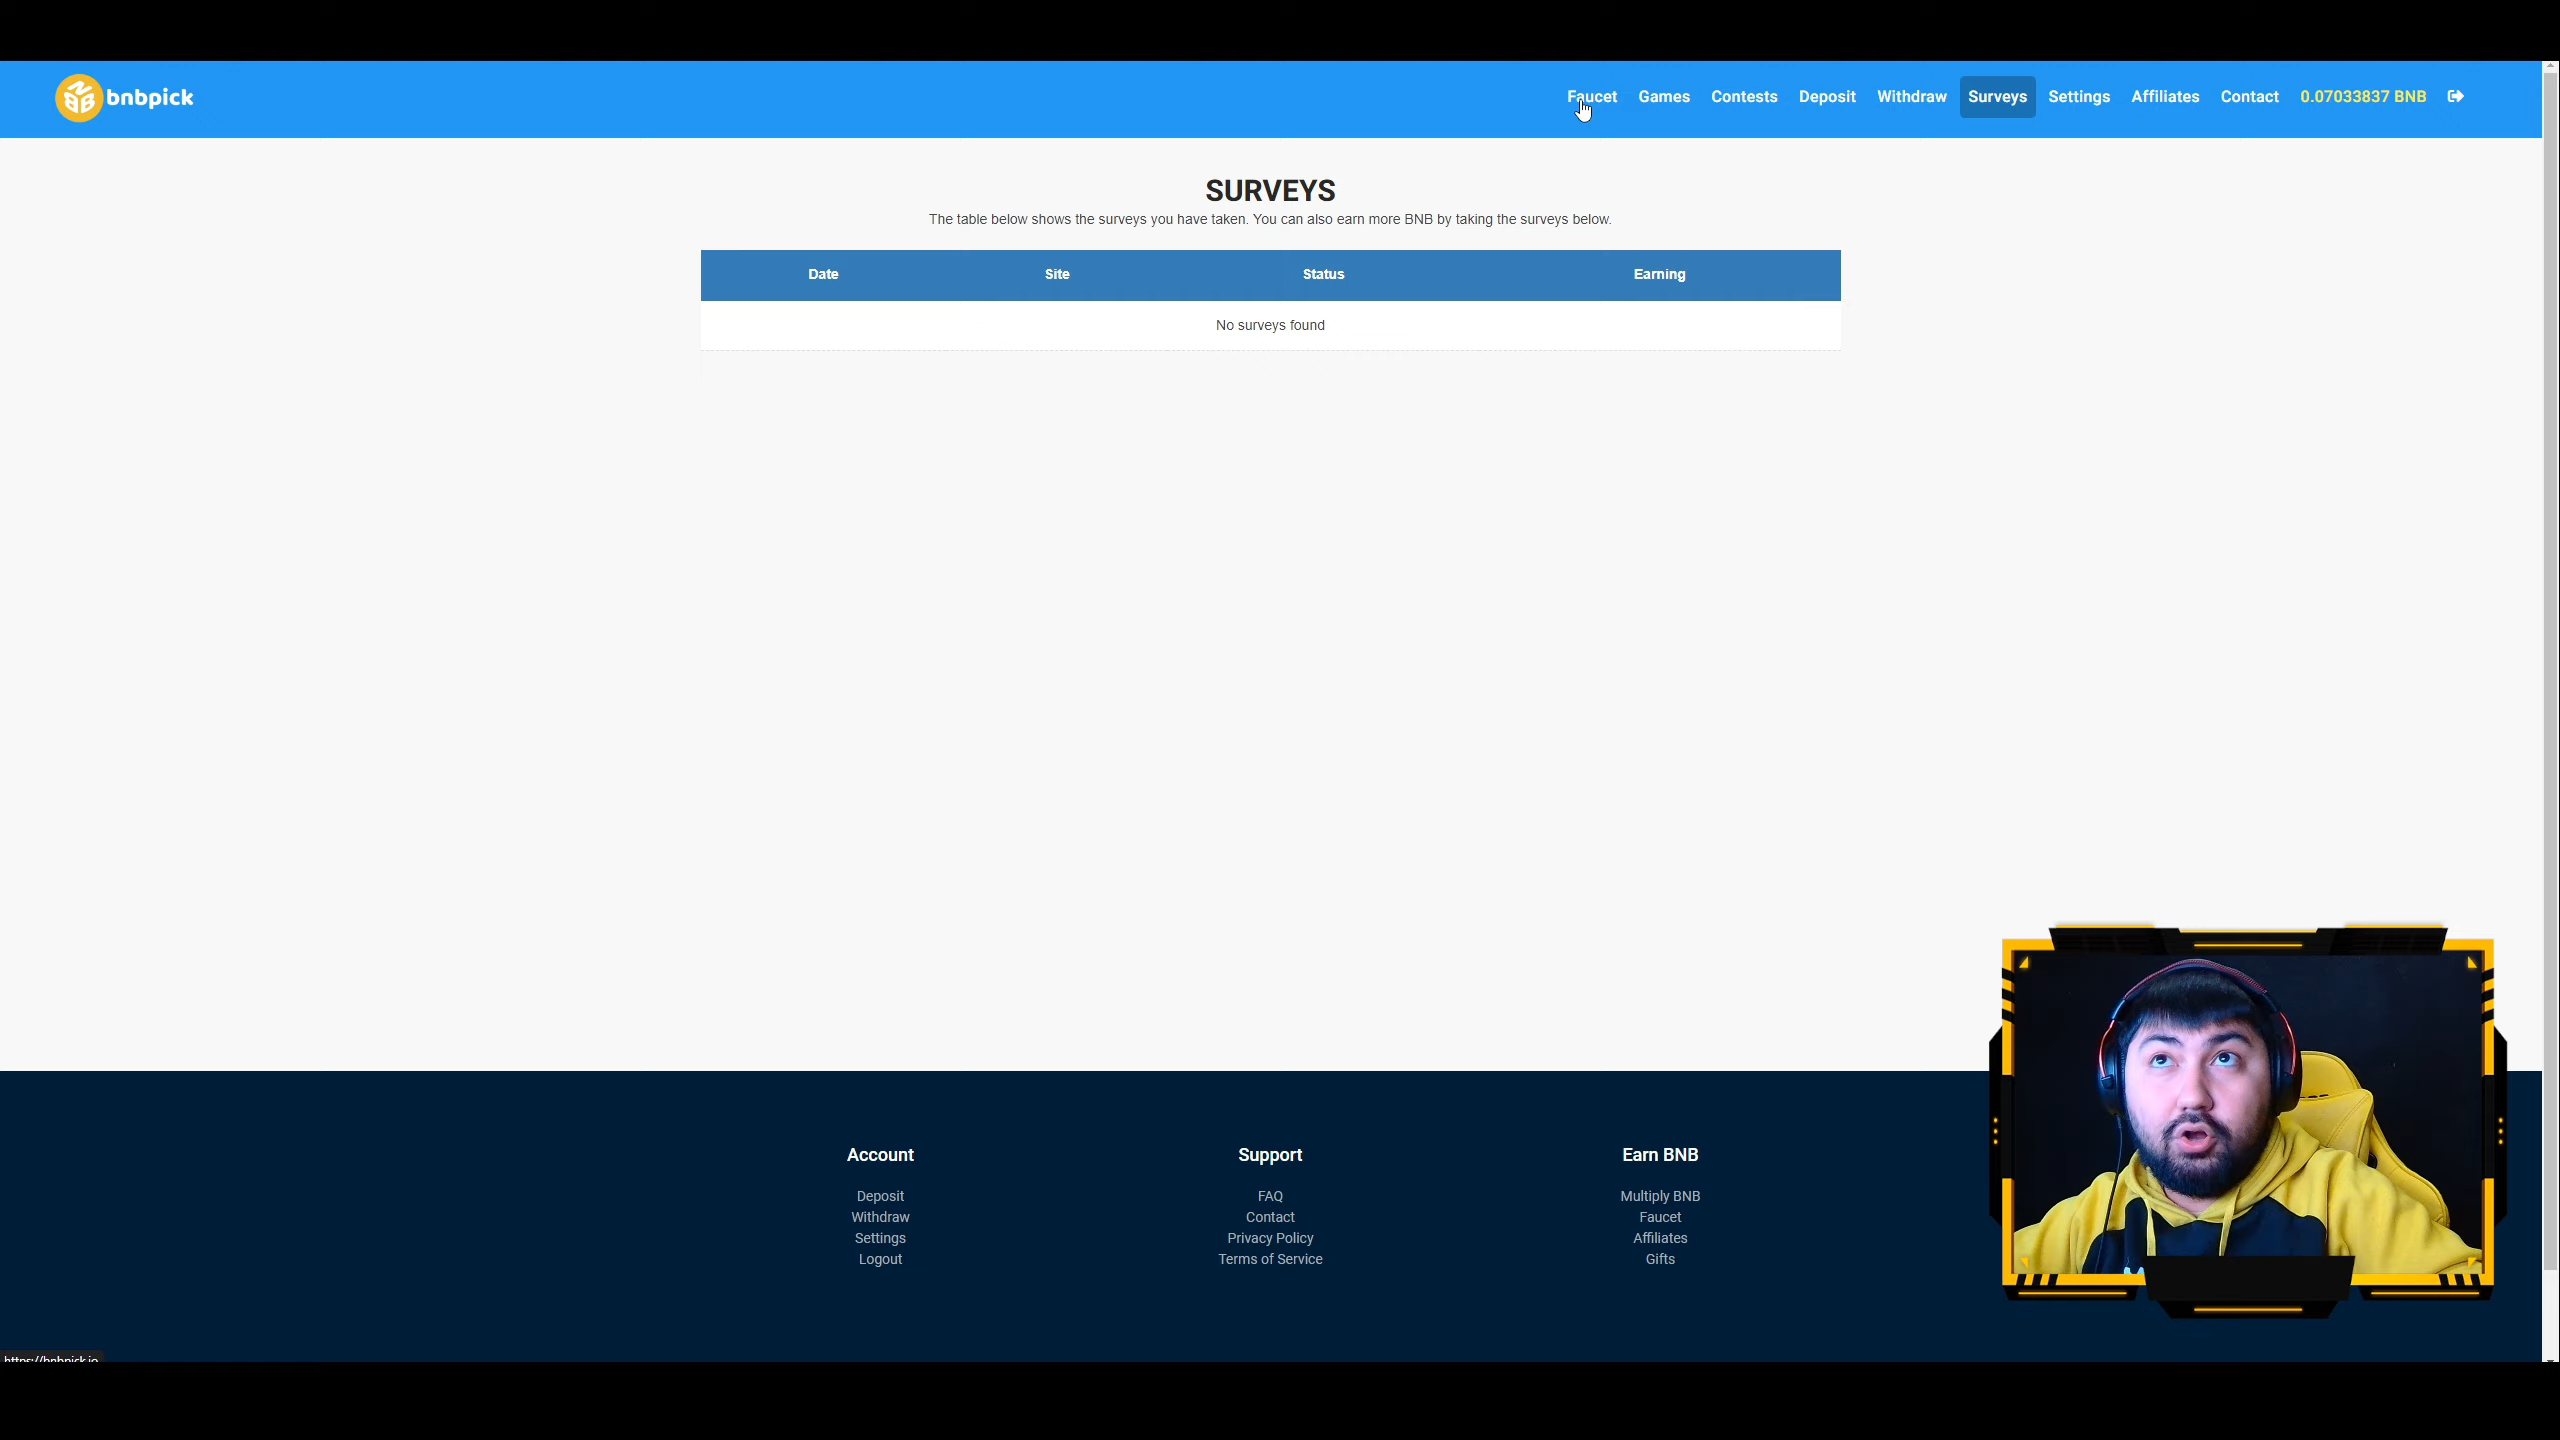 bnbpick
Faucet Games Contests Deposit Withdraw Surveys Settings Affiliates Contact 0.07033837 BNB
SURVEYS
The table below shows the surveys you have taken. You can also earn more BNB by taking the surveys below.
Date Site Status Earning
No surveys found
Account Support Earn BNB
Deposit FAQ Multiply BNB
Withdraw Contact Faucet
Settings Privacy Policy Affiliates
Logout Terms of Service Gifts
https://bnbpick.io